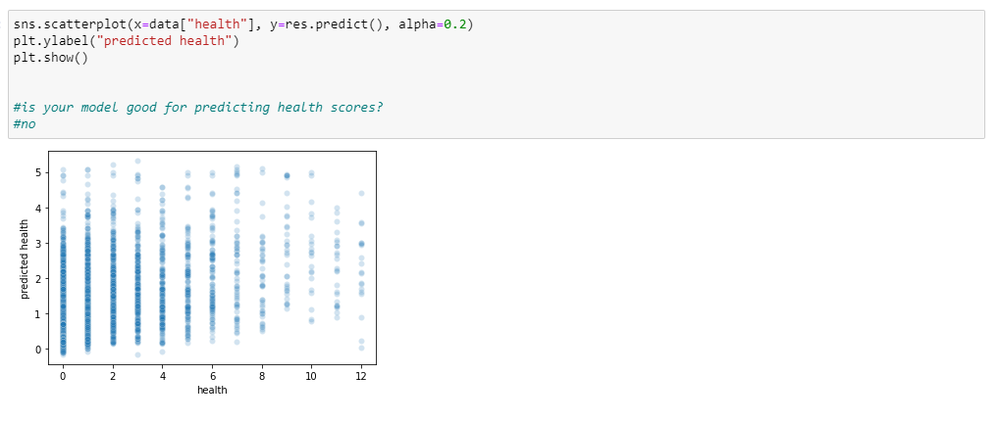 sns.scatterplot(x=data["health"], y=res.predict(), alpha=0.2)
plt.ylabel("predicted health")
plt.show()
#is your model good for predicting health scores?
#no
5
4
3
2
1
0
predicted health
0 2 4 6 8 10 12
health